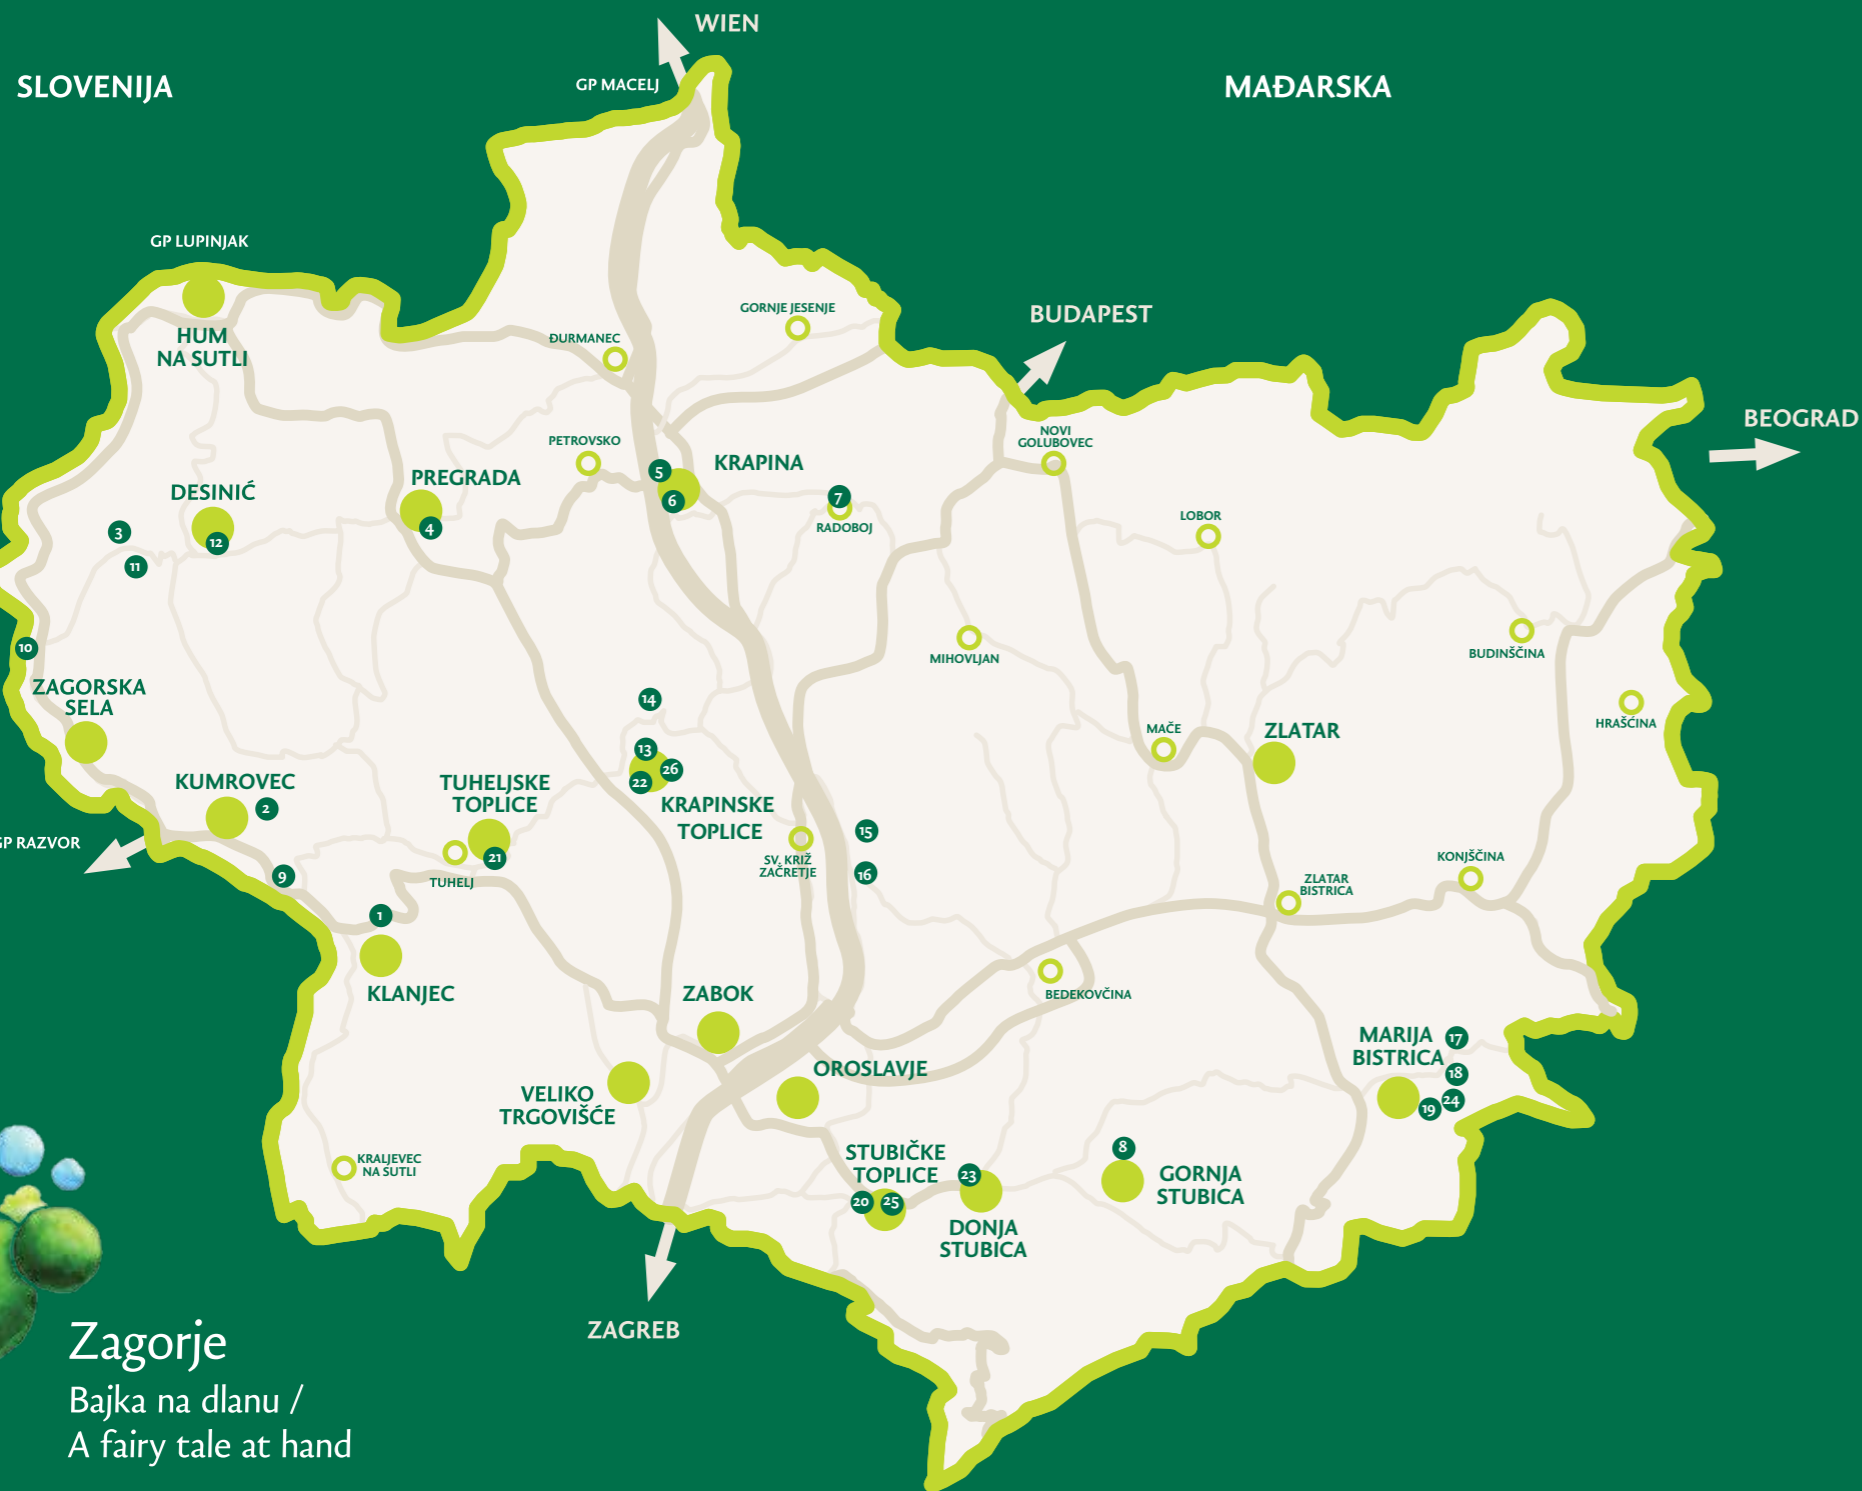 WIEN
SLOVENIJA
GP MACELJ
MAĐARSKA
GP LUPINJAK
HUM
NA SUTLI
ĐURMANEC
GORNJE JESENJE
BUDAPEST
BEOGRAD
PETROVSKO
KRAPINA
5
6
NOVI
GOLUBOVEC
DESINIĆ
12
PREGRADA
4
3
11
7
RADOBOJ
LOBOR
10
ZAGORSKA
SELA
MIHOVLJAN
BUDINŠČINA
14
HRAŠĆINA
13
26
22
KRAPINSKE
TOPLICE
MAČE
ZLATAR
KUMROVEC
2
TUHELJSKE
TOPLICE
21
TUHELJ
GP RAZVOR
SV. KRIŽ
ZAČRETJE
15
16
9
1
KLANJEC
ZLATAR
BISTRICA
KONJŠČINA
ZABOK
BEDEKOVČINA
MARIJA
BISTRICA
17
18
19
24
OROSLAVJE
VELIKO
TRGOVIŠĆE
KRALJEVEC
NA SUTLI
STUBIČKE
TOPLICE
20
25
23
DONJA
STUBICA
8
GORNJA
STUBICA
ZAGREB
Zagorje
Bajka na dlanu /
A fairy tale at hand